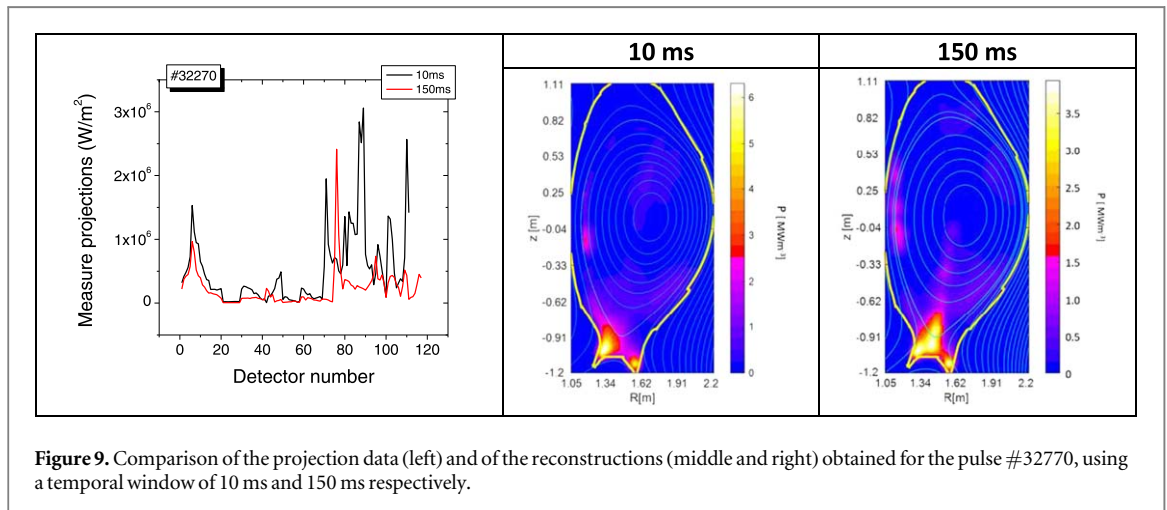 10 ms
150 ms
#32270
10ms
150ms
Measure projections (W/m²)
3x10⁶
2x10⁶
1x10⁶
0
0 20 40 60 80 100 120
Detector number
1.11
0.82
0.53
0.25
-0.04
-0.33
-0.62
-0.91
-1.2
z [m]
1.05 1.34 1.62 1.91 2.2
R[m]
6
5
4
3
2
1
0
P [ MWm⁻³]
1.11
0.82
0.53
0.25
-0.04
-0.33
-0.62
-0.91
-1.2
z [m]
1.05 1.34 1.62 1.91 2.2
R[m]
3.5
3.0
2.5
2.0
1.5
1.0
0.5
0
P [ MWm⁻³]
Figure 9. Comparison of the projection data (left) and of the reconstructions (middle and right) obtained for the pulse #32770, using
a temporal window of 10 ms and 150 ms respectively.